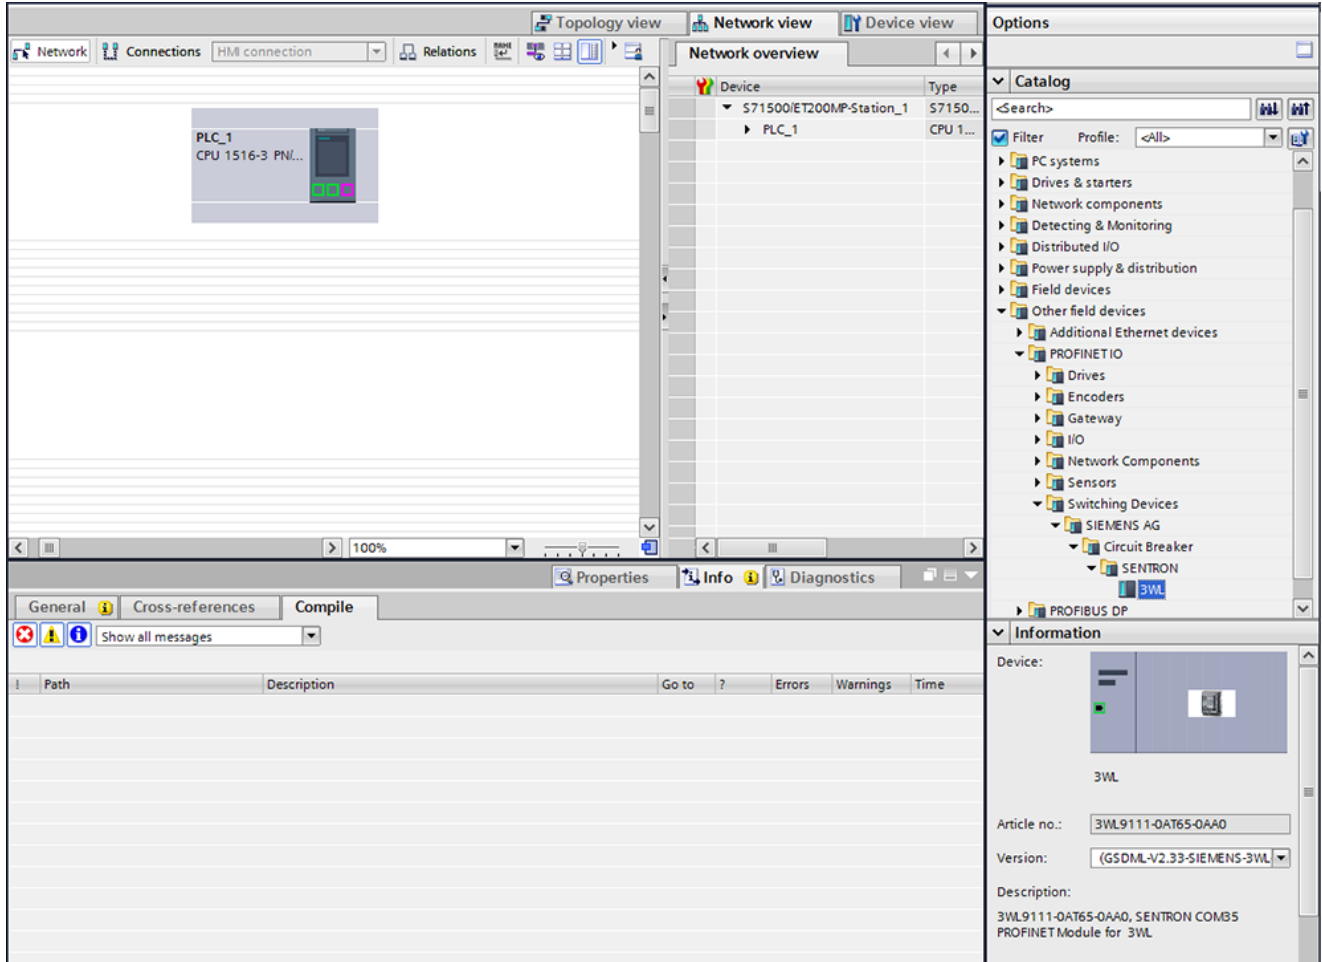 Topology view
Network view
Device view
Options
Network
Connections
HMI connection
Relations
Network overview
Device
Type
S71500/ET200MP-Station_1
S7150...
PLC_1
CPU 1...
PLC_1
CPU 1516-3 PN/...
100%
Catalog
<Search>
Filter
Profile:
<All>
PC systems
Drives & starters
Network components
Detecting & Monitoring
Distributed I/O
Power supply & distribution
Field devices
Other field devices
Additional Ethernet devices
PROFINET IO
Drives
Encoders
Gateway
I/O
Network Components
Sensors
Switching Devices
SIEMENS AG
Circuit Breaker
SENTRON
3WL
PROFIBUS DP
Properties
Info
Diagnostics
General
Cross-references
Compile
Show all messages
!
Path
Description
Go to
?
Errors
Warnings
Time
Information
Device:
3WL
Article no.:
3WL9111-0AT65-0AA0
Version:
(GSDML-V2.33-SIEMENS-3WL
Description:
3WL9111-0AT65-0AA0, SENTRON COM35
PROFINET Module for 3WL